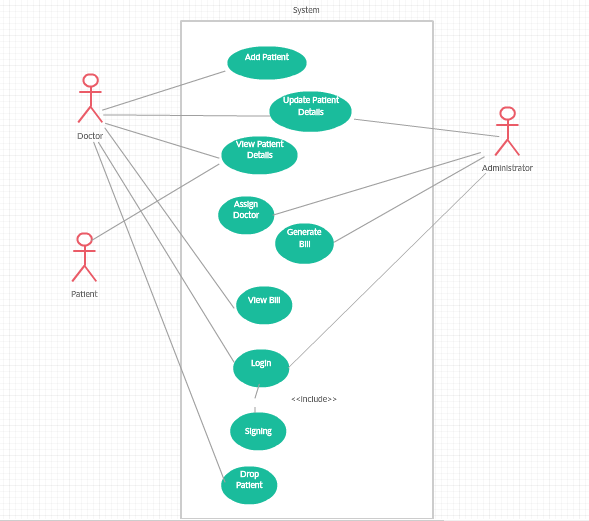 System
Add Patient
Update Patient
Details
Doctor
View Patient
Details
Administrator
Assign
Doctor
Generate
Bill
Patient
View Bill
Login
<<include>>
Signing
Drop
Patient